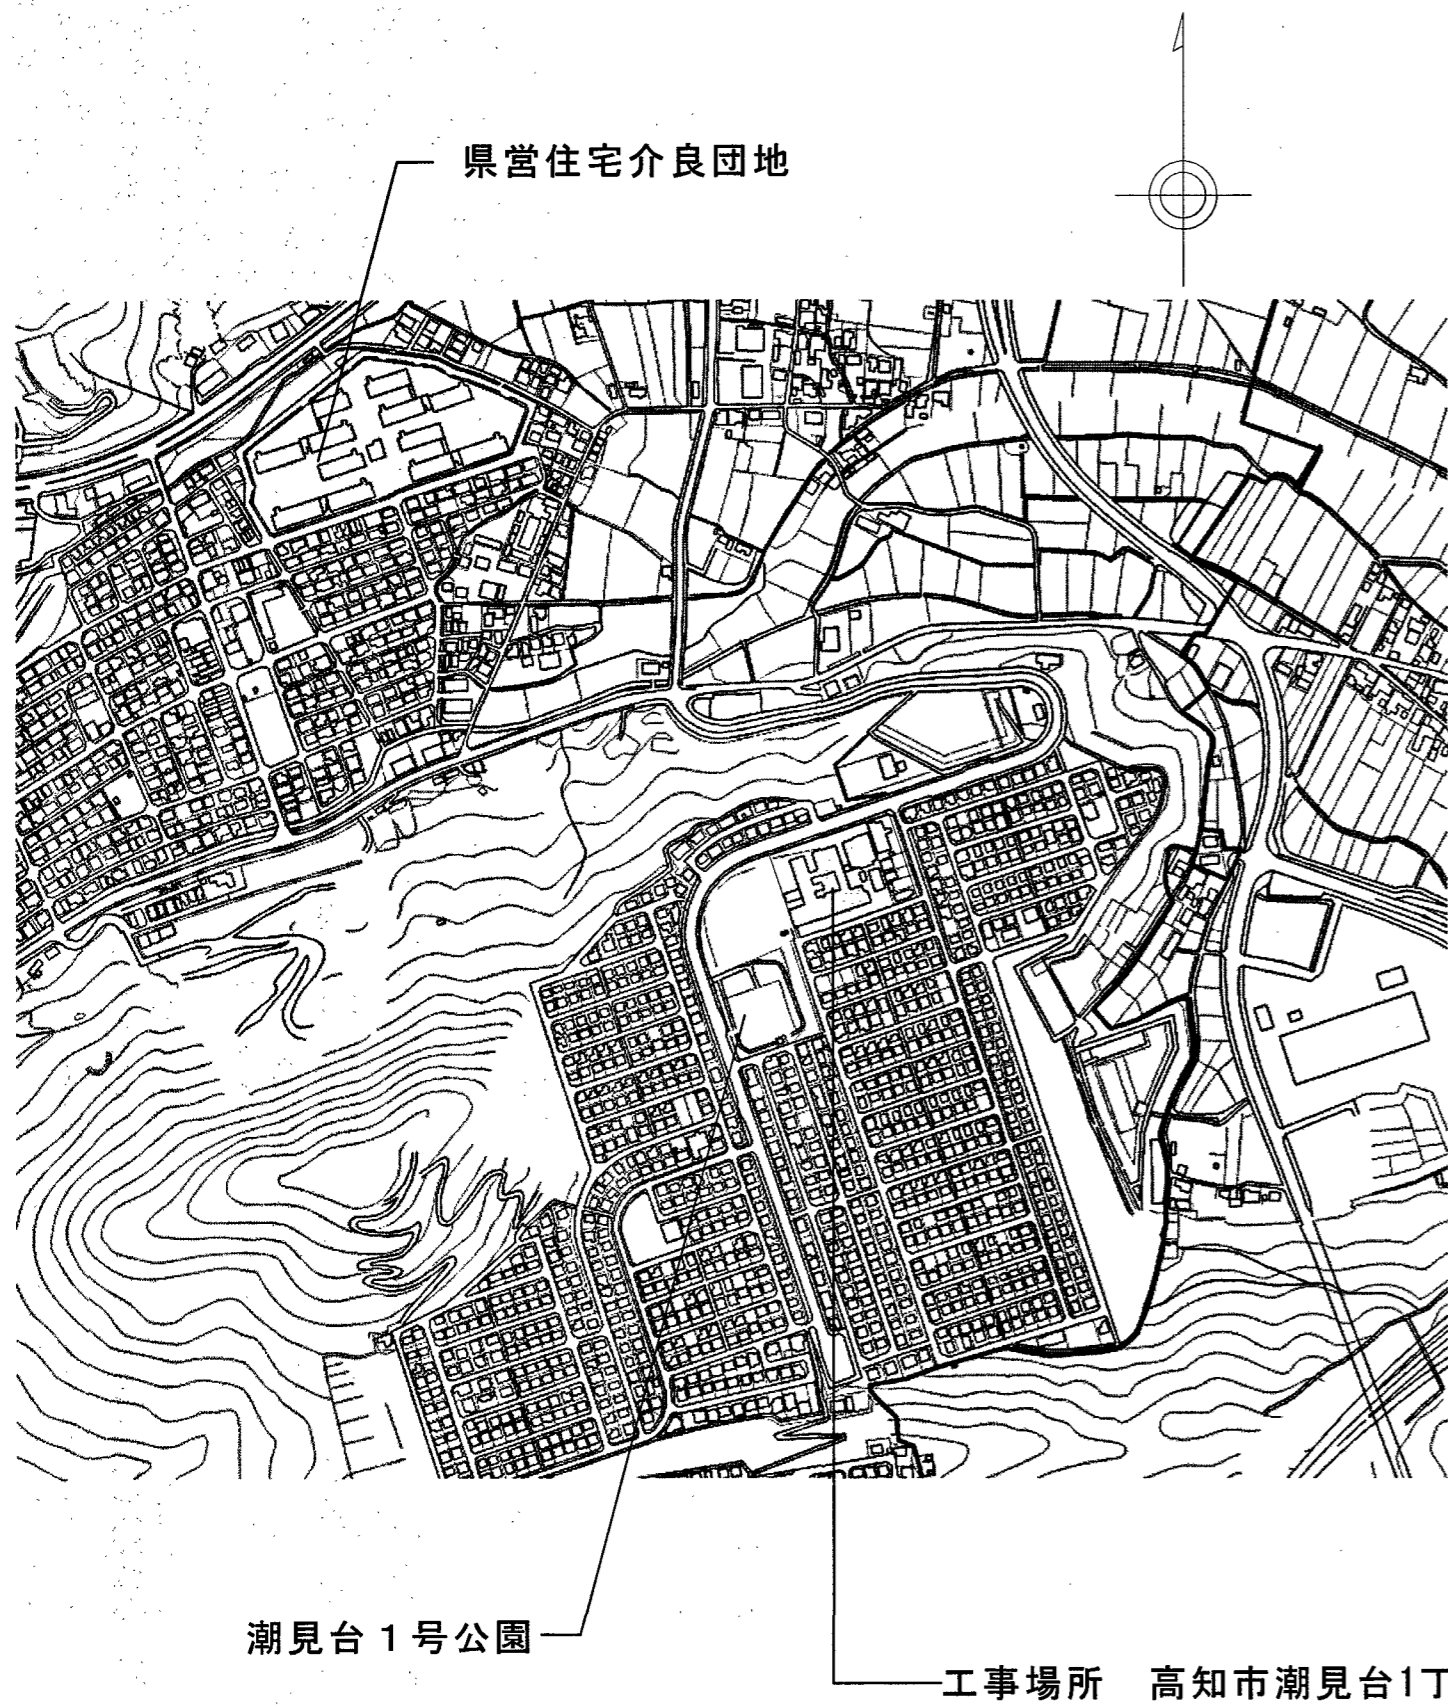 県営住宅介良団地
潮見台１号公園
工事場所　高知市潮見台1丁